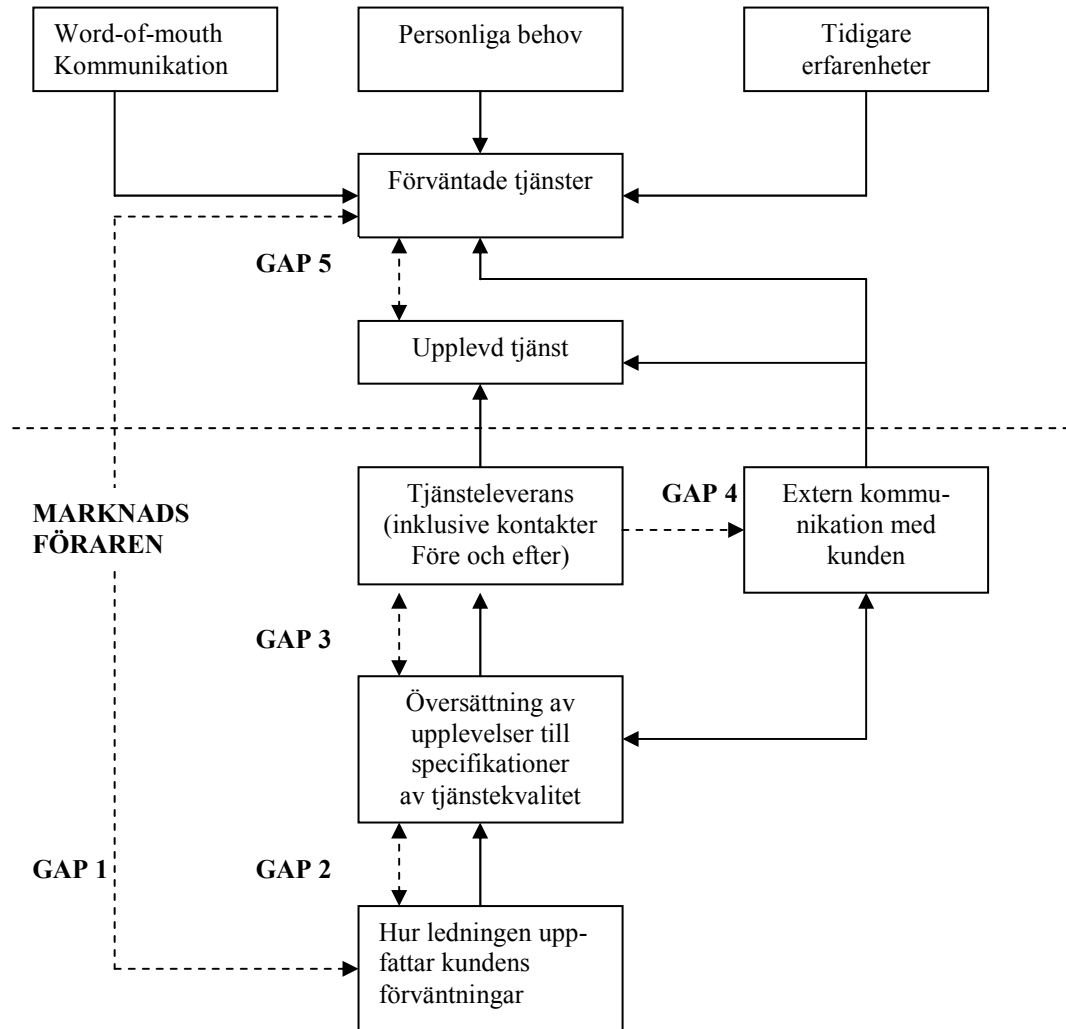 Word-of-mouth
Kommunikation
Personliga behov
Tidigare
erfarenheter
Förväntade tjänster
GAP 5
Upplevd tjänst
MARKNADS
FÖRAREN
Tjänsteleverans
(inklusive kontakter
Före och efter)
GAP 4
Extern kommu-
nikation med
kunden
GAP 3
Översättning av
upplevelser till
specifikationer
av tjänstekvalitet
GAP 1
GAP 2
Hur ledningen upp-
fattar kundens
förväntningar